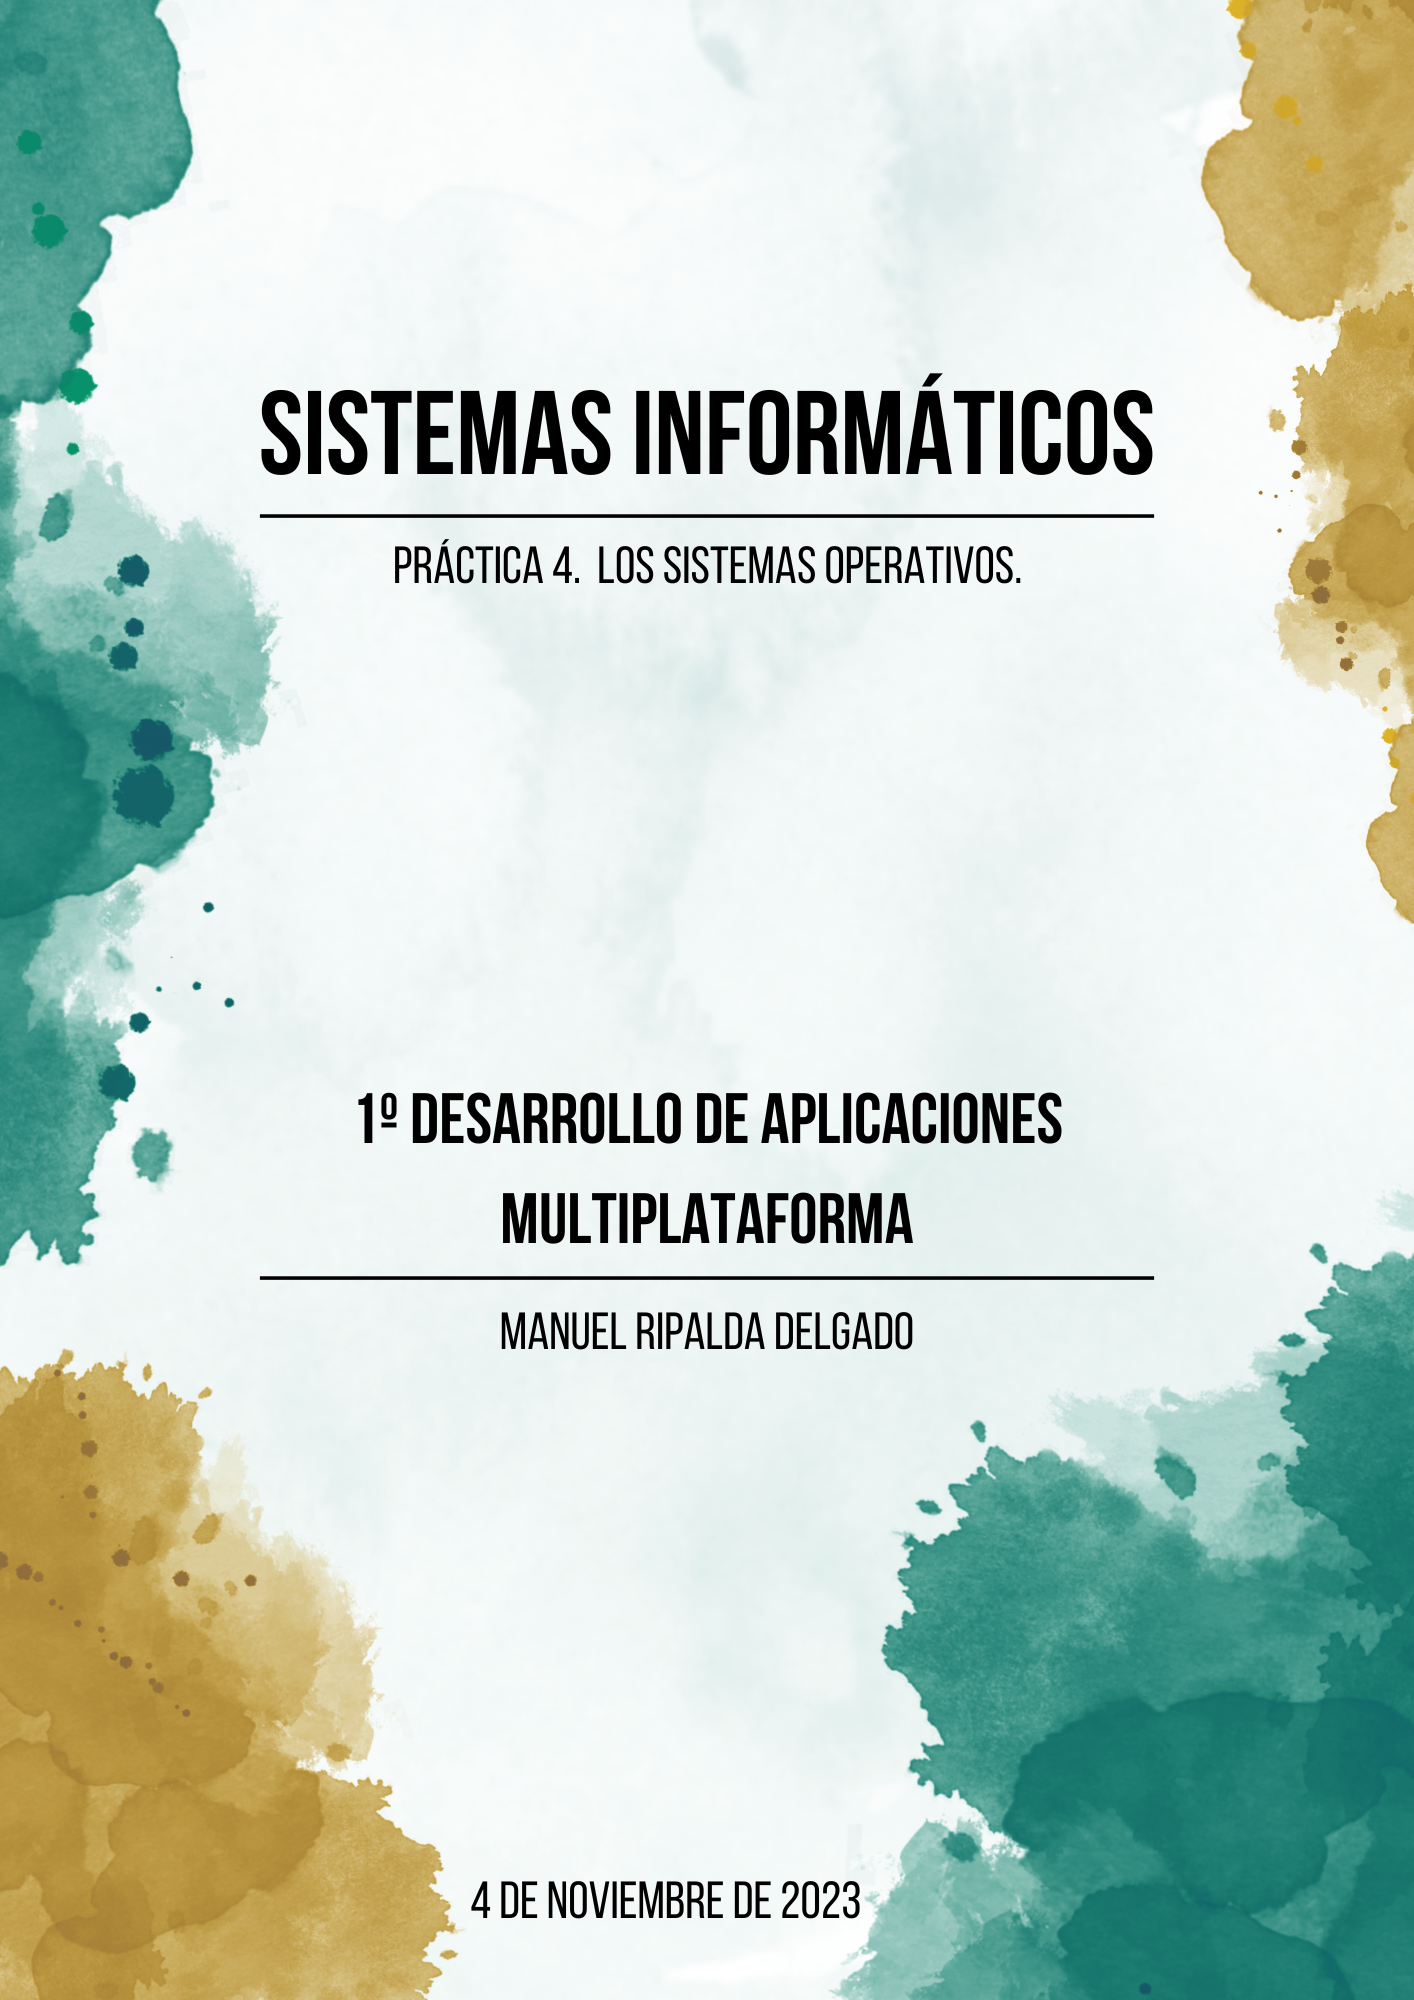 SISTEMAS INFORMÁTICOS
PRÁCTICA 4. LOS SISTEMAS OPERATIVOS.
1º DESARROLLO DE APLICACIONES
MULTIPLATAFORMA
MANUEL RIPALDA DELGADO
4 DE NOVIEMBRE DE 2023